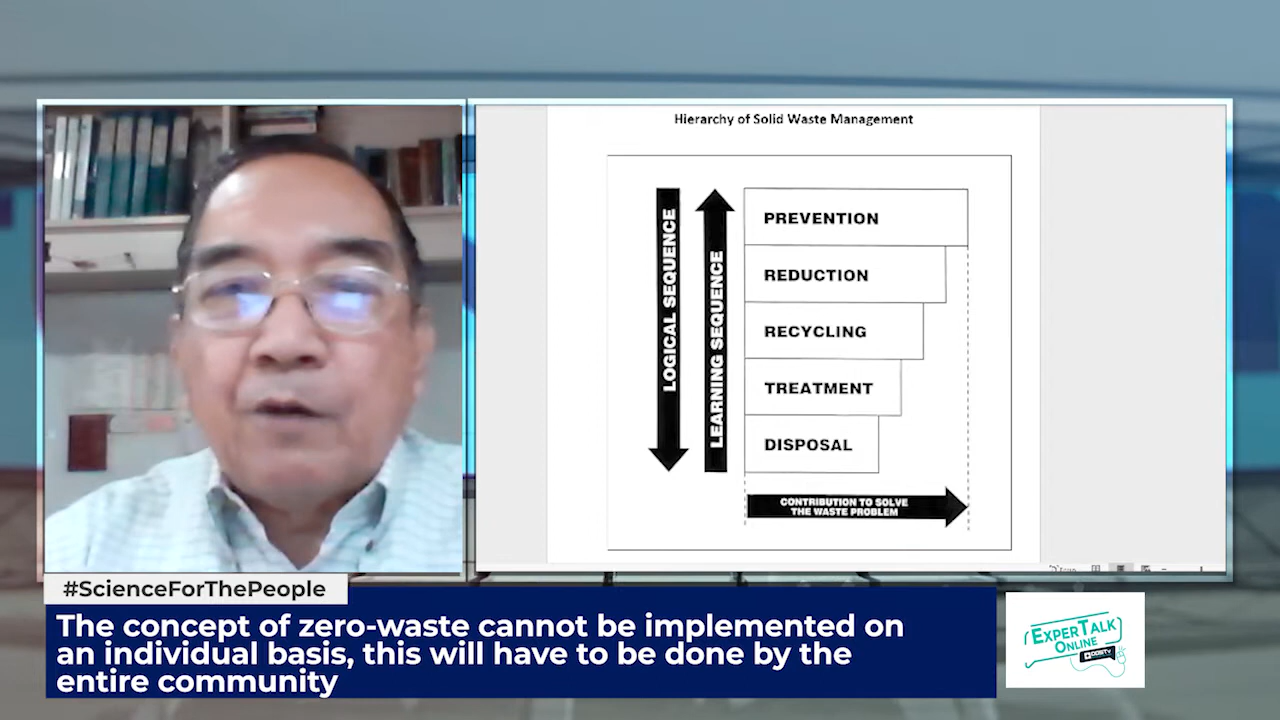 Hierarchy of Solid Waste Management
LOGICAL SEQUENCE
LEARNING SEQUENCE
PREVENTION
REDUCTION
RECYCLING
TREATMENT
DISPOSAL
CONTRIBUTION TO SOLVE
THE WASTE PROBLEM
#ScienceForThePeople
The concept of zero-waste cannot be implemented on
an individual basis, this will have to be done by the
entire community
EXPERTALK
ONLINE
DOSTv